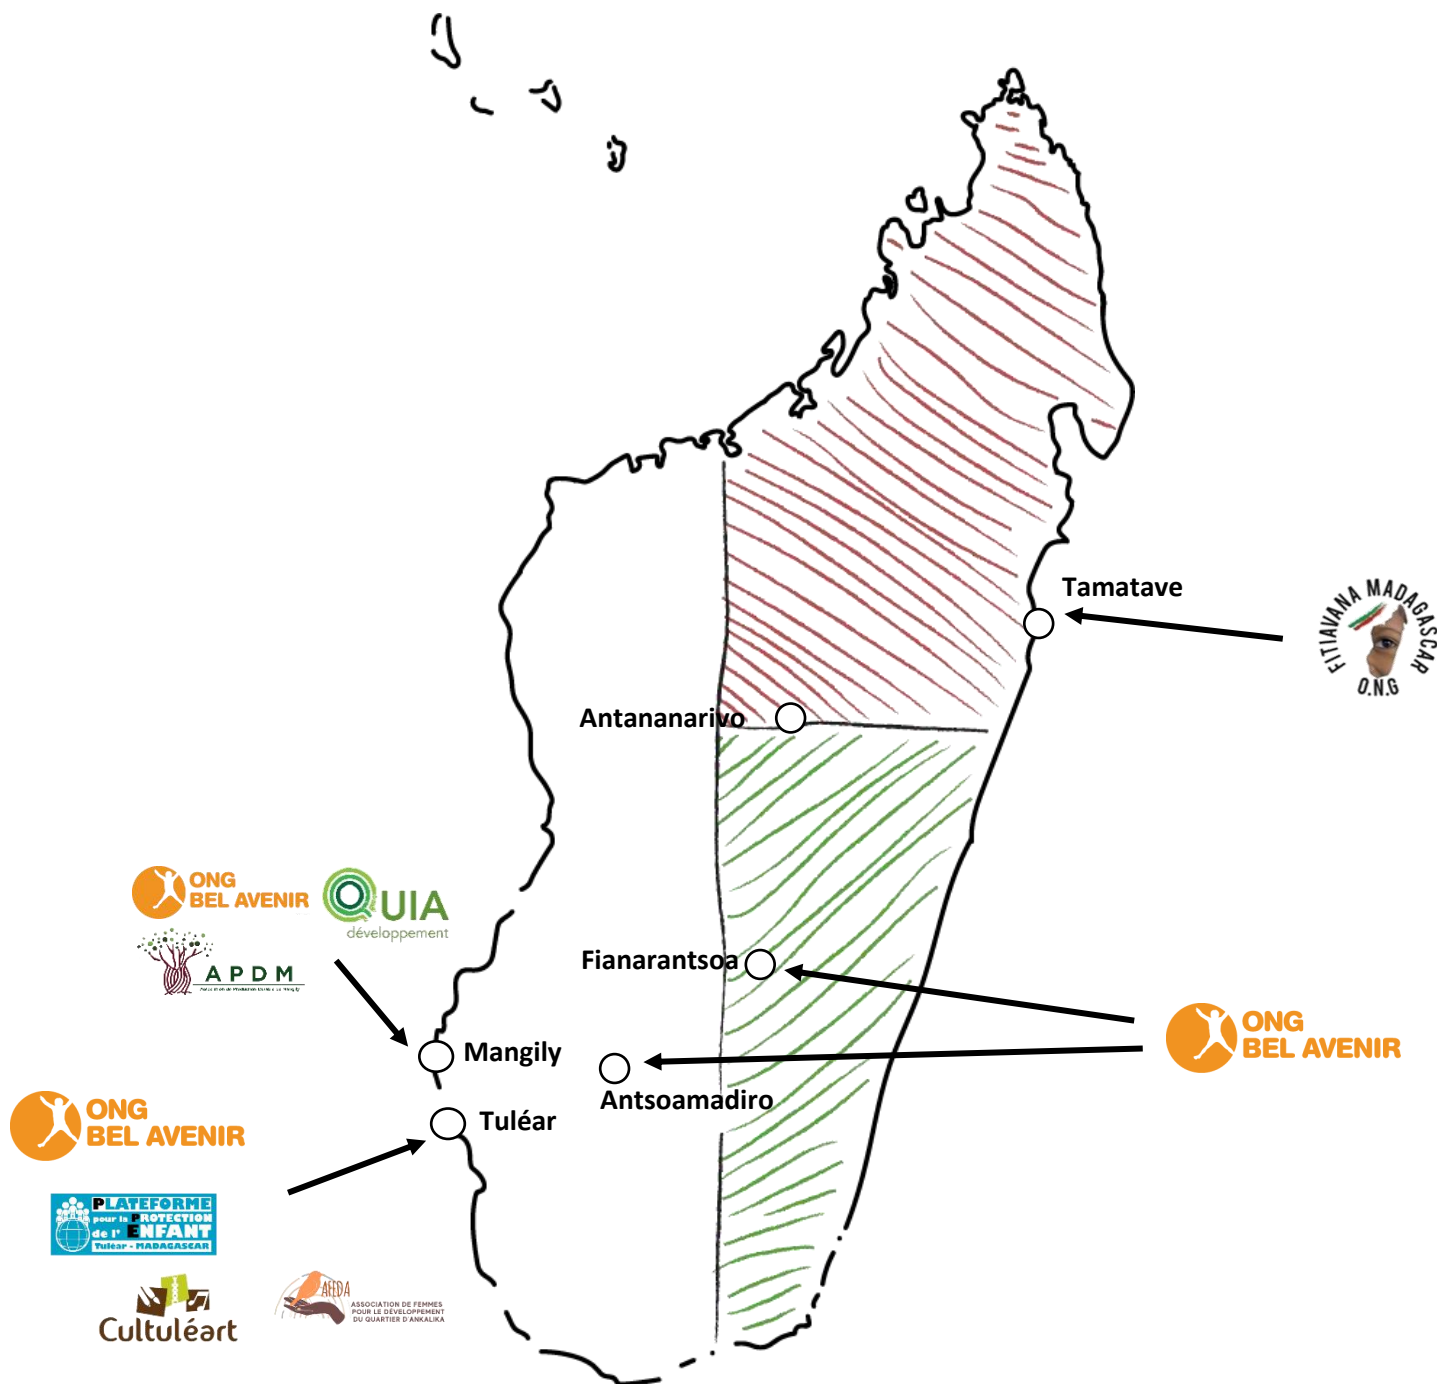 Tamatave
FITIAVANA MADAGASCAR
O.N.G
Antananarivo
ONG
BEL AVENIR
QUIA
développement
APDM
Fianarantsoa
ONG
BEL AVENIR
Mangily
Antsoamadiro
ONG
BEL AVENIR
Tuléar
PLATEFORME
pour la PROTECTION
de l' ENFANT
Tuléar - MADAGASCAR
Cultuléart
AFEDA
ASSOCIATION DE FEMMES
POUR LE DÉVELOPPEMENT
DU QUARTIER D'ANKALIKA